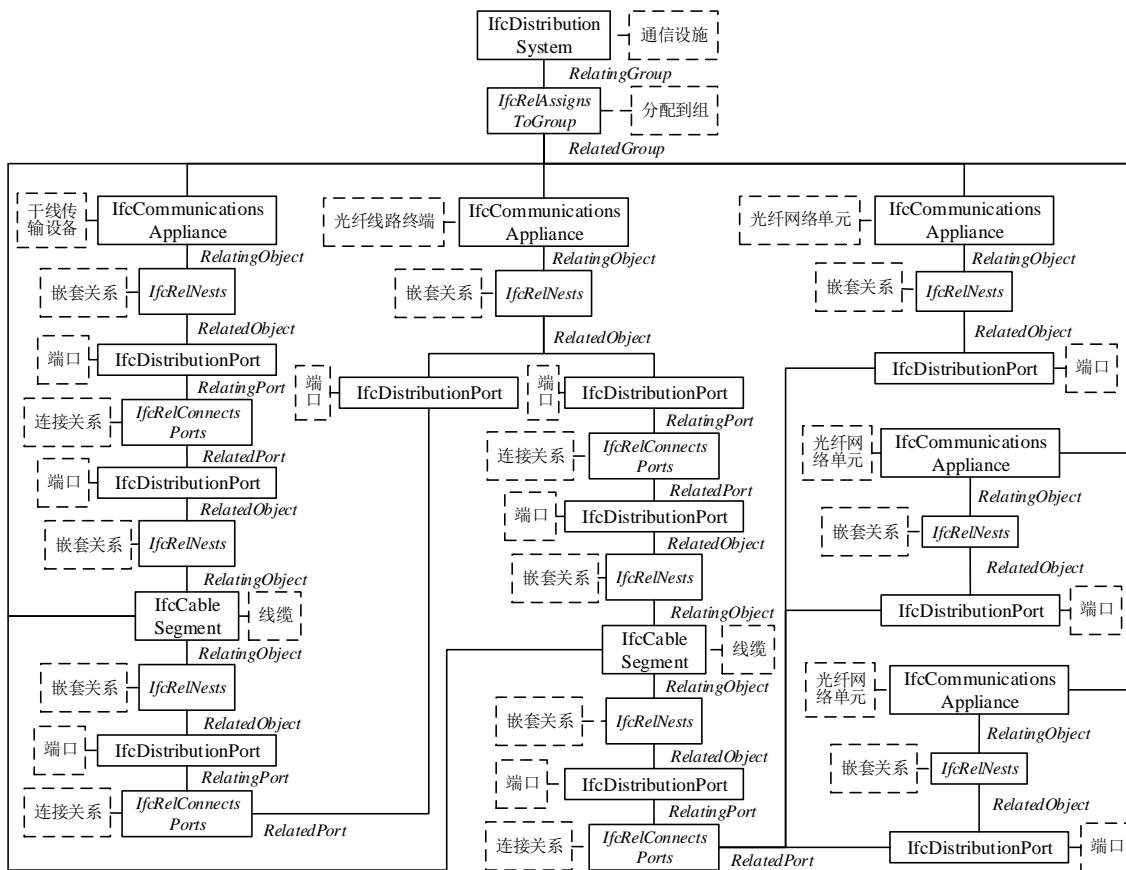 IfcDistribution
System
通信设施
RelatingGroup
IfcRelAssigns
ToGroup
分配到组
RelatedGroup
干线传
输设备
IfcCommunications
Appliance
RelatingObject
嵌套关系
IfcRelNests
RelatedObject
端口
IfcDistributionPort
RelatingPort
连接关系
IfcRelConnects
Ports
RelatedPort
端口
IfcDistributionPort
RelatedObject
嵌套关系
IfcRelNests
RelatingObject
IfcCable
Segment
线缆
RelatingObject
嵌套关系
IfcRelNests
RelatedObject
端口
IfcDistributionPort
RelatingPort
连接关系
IfcRelConnects
Ports
RelatedPort
光纤线路终端
IfcCommunications
Appliance
RelatingObject
嵌套关系
IfcRelNests
RelatedObject
端
口
IfcDistributionPort
端
口
IfcDistributionPort
RelatingPort
连接关系
IfcRelConnects
Ports
RelatedPort
端口
IfcDistributionPort
RelatedObject
嵌套关系
IfcRelNests
RelatingObject
IfcCable
Segment
线缆
RelatingObject
嵌套关系
IfcRelNests
RelatedObject
端口
IfcDistributionPort
RelatingPort
连接关系
IfcRelConnects
Ports
RelatedPort
光纤网络单元
IfcCommunications
Appliance
RelatingObject
嵌套关系
IfcRelNests
RelatedObject
IfcDistributionPort
端口
光纤网
络单元
IfcCommunications
Appliance
RelatingObject
嵌套关系
IfcRelNests
RelatedObject
IfcDistributionPort
端口
光纤网
络单元
IfcCommunications
Appliance
RelatingObject
嵌套关系
IfcRelNests
RelatedObject
IfcDistributionPort
端口